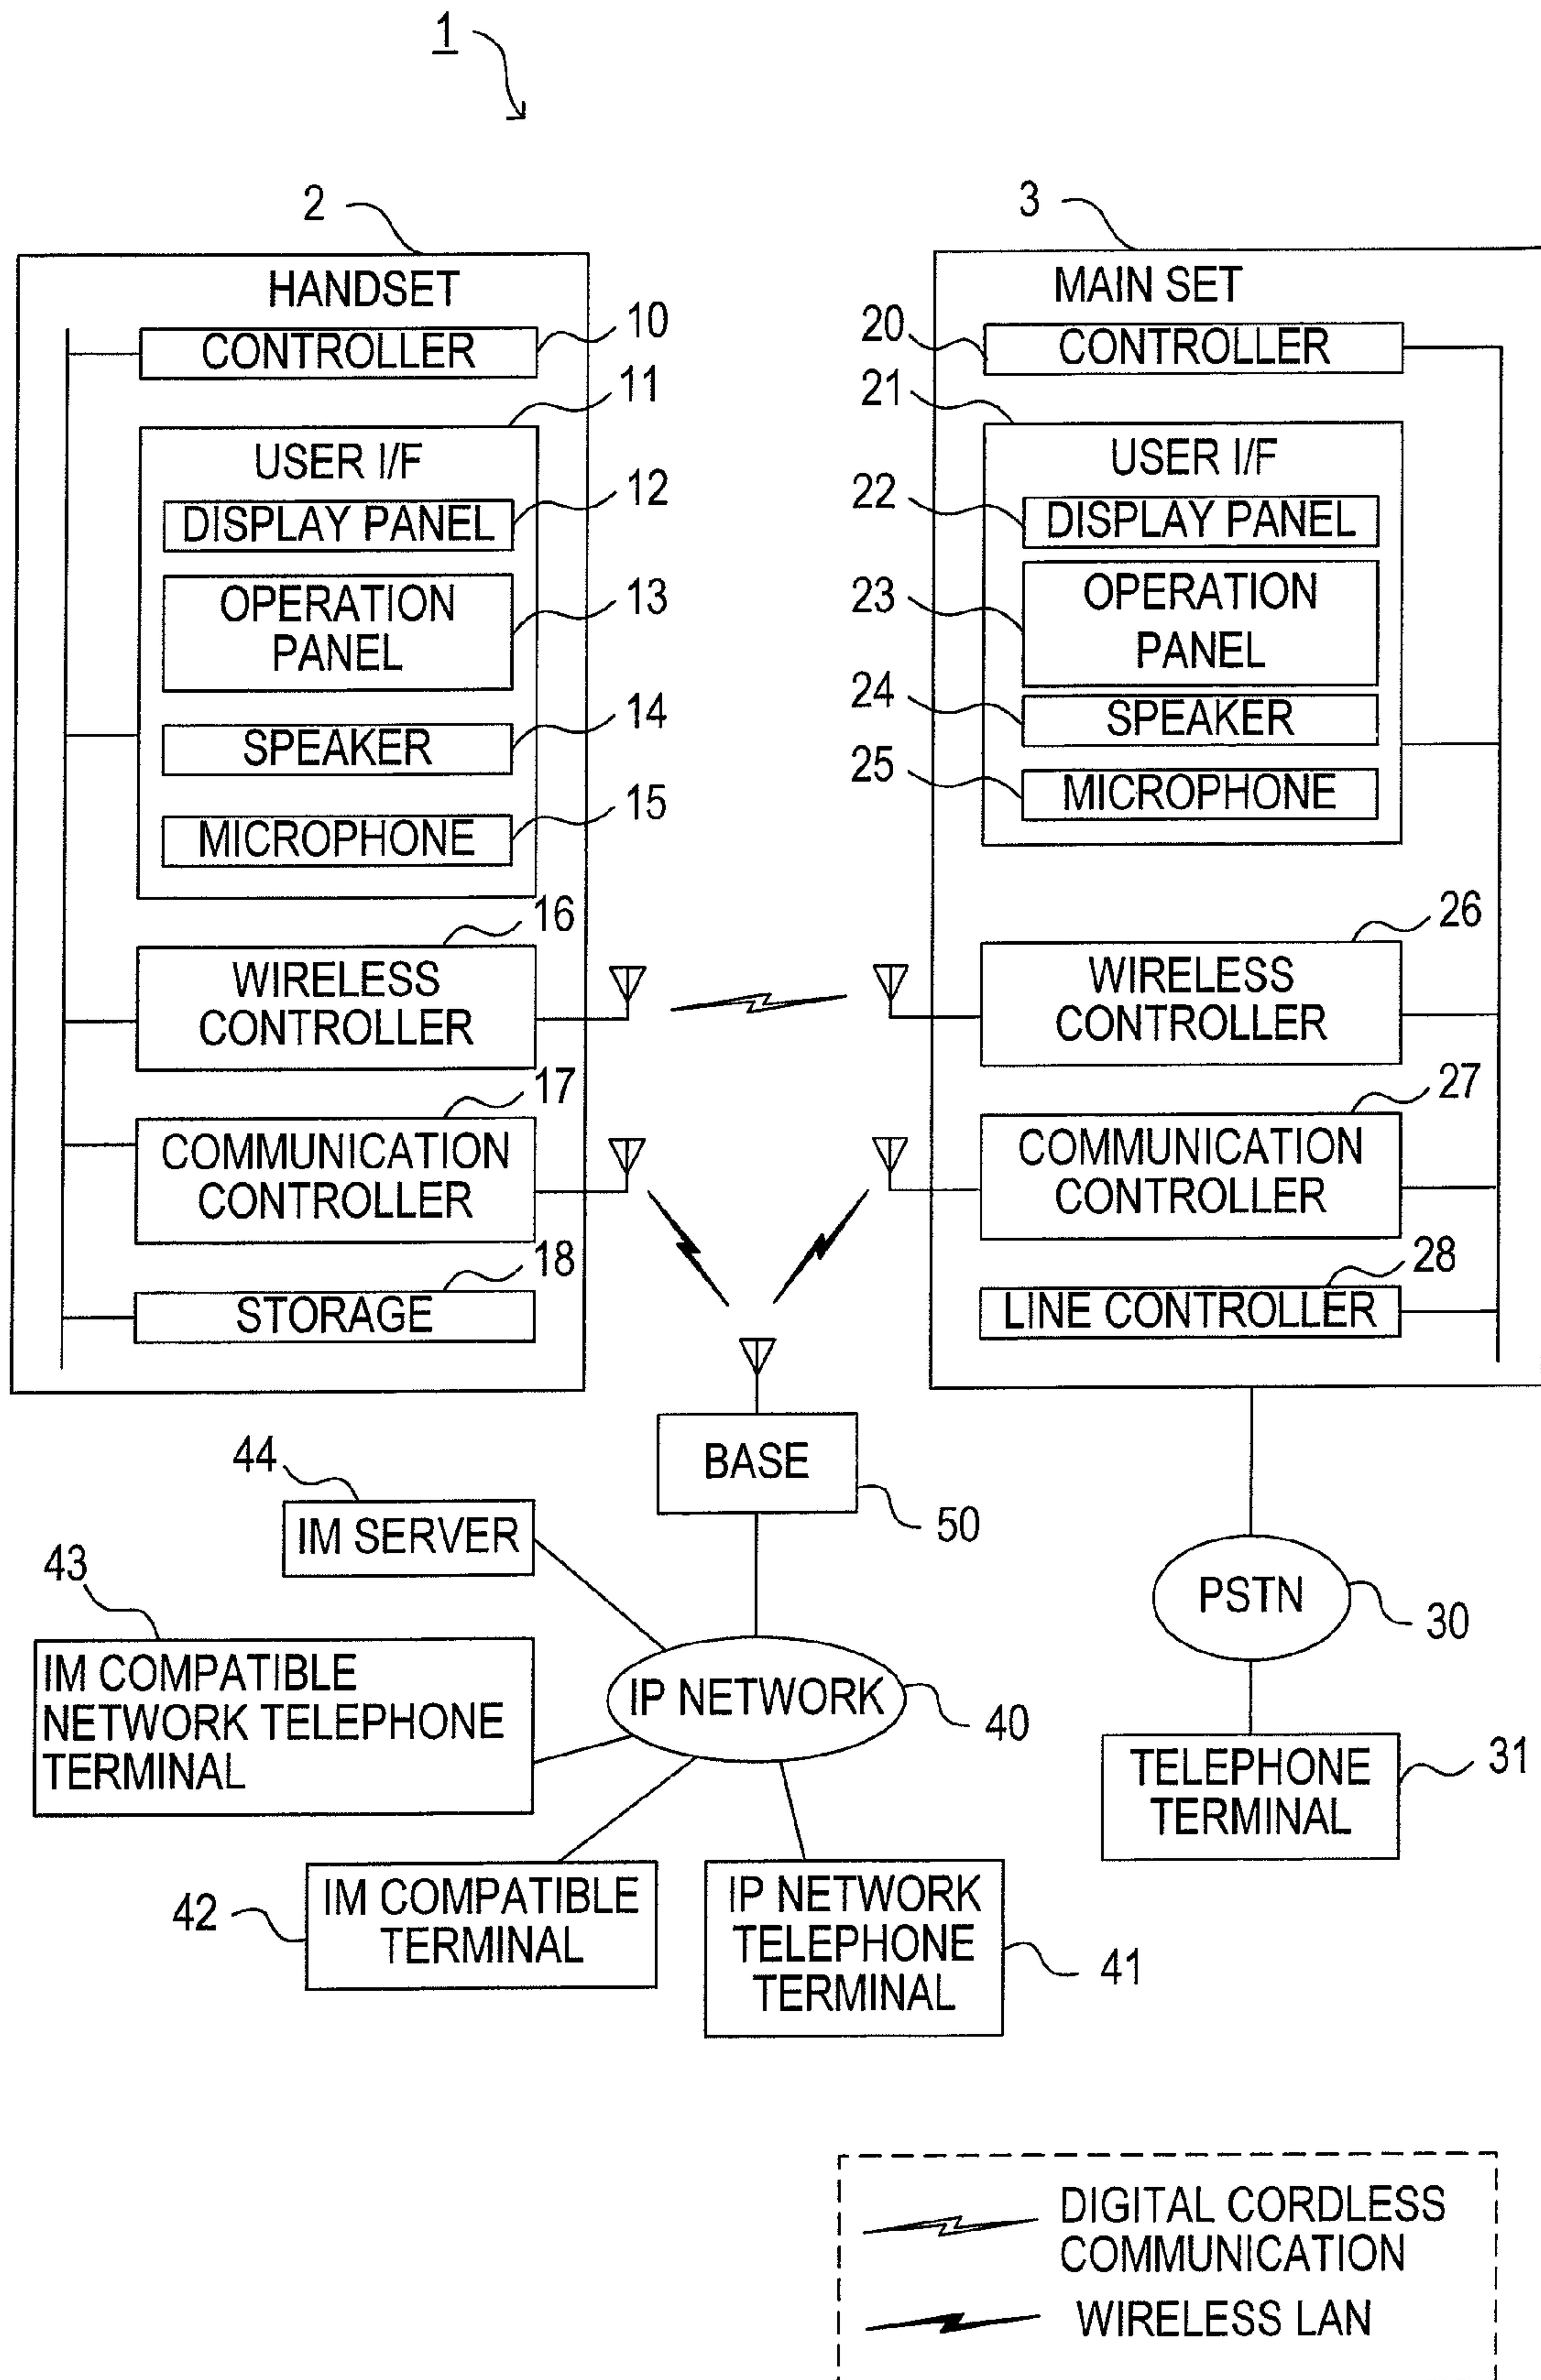 1
2
HANDSET
CONTROLLER
10
11
USER I/F
DISPLAY PANEL
12
OPERATION
PANEL
13
SPEAKER
14
MICROPHONE
15
16
WIRELESS
CONTROLLER
17
COMMUNICATION
CONTROLLER
18
STORAGE
3
MAIN SET
20
CONTROLLER
21
USER I/F
22
DISPLAY PANEL
23
OPERATION
PANEL
24
SPEAKER
25
MICROPHONE
26
WIRELESS
CONTROLLER
27
COMMUNICATION
CONTROLLER
28
LINE CONTROLLER
BASE
50
44
IM SERVER
43
IM COMPATIBLE
NETWORK TELEPHONE
TERMINAL
IP NETWORK
40
PSTN
30
TELEPHONE
TERMINAL
31
42
IM COMPATIBLE
TERMINAL
IP NETWORK
TELEPHONE
TERMINAL
41
DIGITAL CORDLESS
COMMUNICATION
WIRELESS LAN